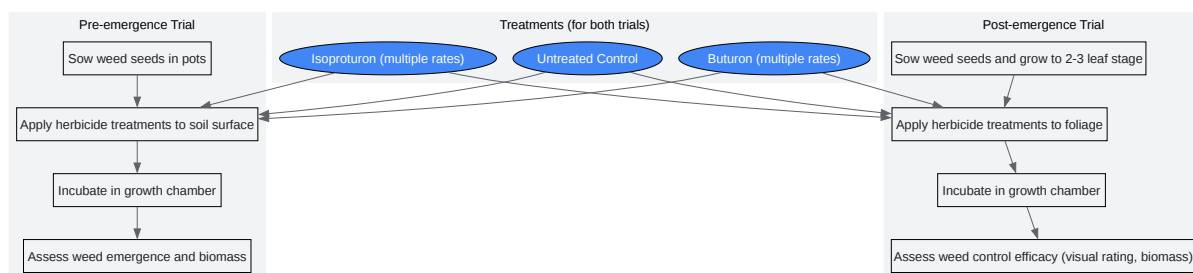 Pre-emergence Trial
Treatments (for both trials)
Post-emergence Trial
Sow weed seeds in pots
Isoproturon (multiple rates)
Untreated Control
Buturon (multiple rates)
Sow weed seeds and grow to 2-3 leaf stage
Apply herbicide treatments to soil surface
Apply herbicide treatments to foliage
Incubate in growth chamber
Incubate in growth chamber
Assess weed emergence and biomass
Assess weed control efficacy (visual rating, biomass)